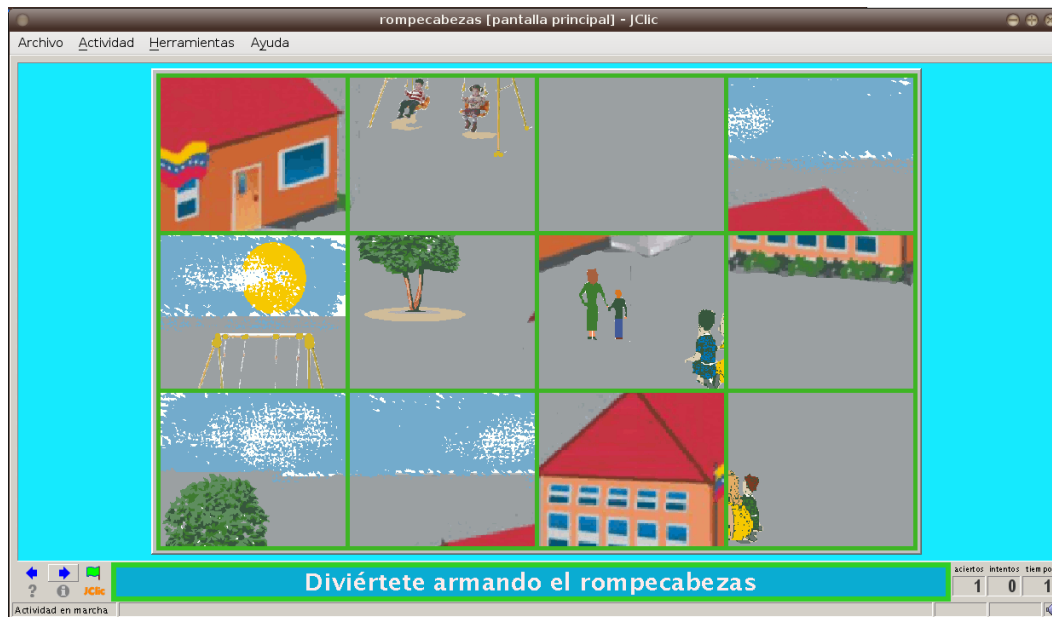 rompecabezas [pantalla principal] - JClic
Archivo Actividad Herramientas Ayuda
Diviértete armando el rompecabezas
aciertos intentos tiempo
1 0 1
? i JClic
Actividad en marcha